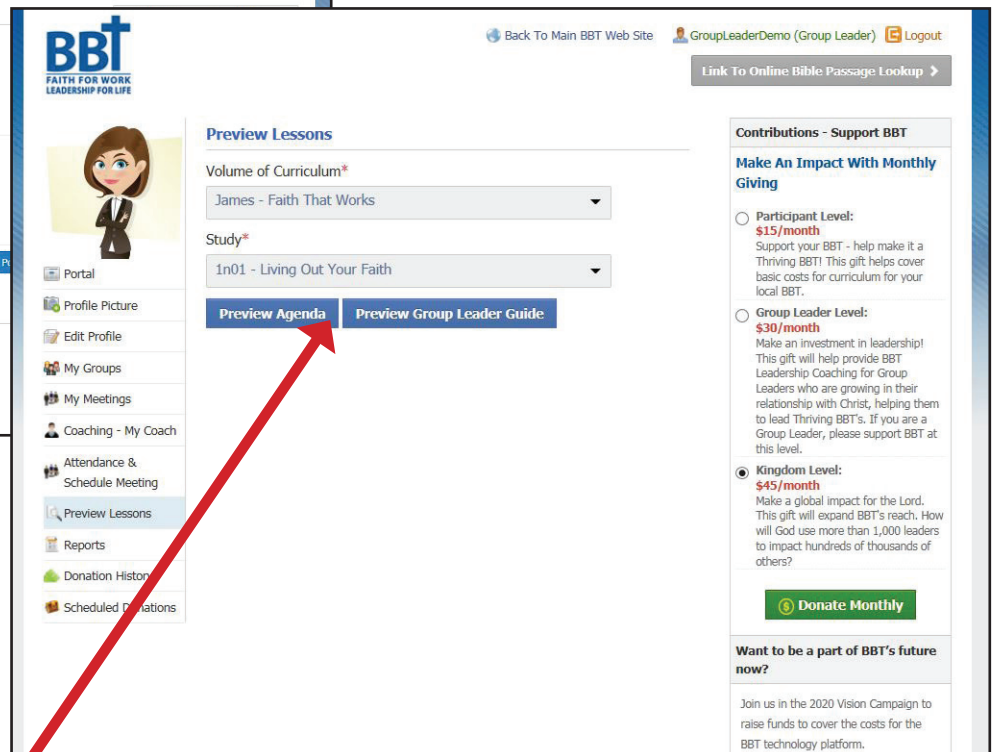 BBT
FAITH FOR WORK
LEADERSHIP FOR LIFE
Back To Main BBT Web Site
GroupLeaderDemo (Group Leader)
Logout
Link To Online Bible Passage Lookup
Portal
Profile Picture
Edit Profile
My Groups
My Meetings
Coaching - My Coach
Attendance &
Schedule Meeting
Preview Lessons
Reports
Donation History
Scheduled Donations
Preview Lessons
Volume of Curriculum*
James - Faith That Works
Study*
1n01 - Living Out Your Faith
Preview Agenda
Preview Group Leader Guide
Contributions - Support BBT
Make An Impact With Monthly
Giving
Participant Level:
$15/month
Support your BBT - help make it a
Thriving BBT! This gift helps cover
basic costs for curriculum for your
local BBT.
Group Leader Level:
$30/month
Make an investment in leadership!
This gift will help provide BBT
Leadership Coaching for Group
Leaders who are growing in their
relationship with Christ, helping them
to lead Thriving BBT's. If you are a
Group Leader, please support BBT at
this level.
Kingdom Level:
$45/month
Make a global impact for the Lord.
This gift will expand BBT's reach. How
will God use more than 1,000 leaders
to impact hundreds of thousands of
others?
Donate Monthly
Want to be a part of BBT's future
now?
Join us in the 2020 Vision Campaign to
raise funds to cover the costs for the
BBT technology platform.